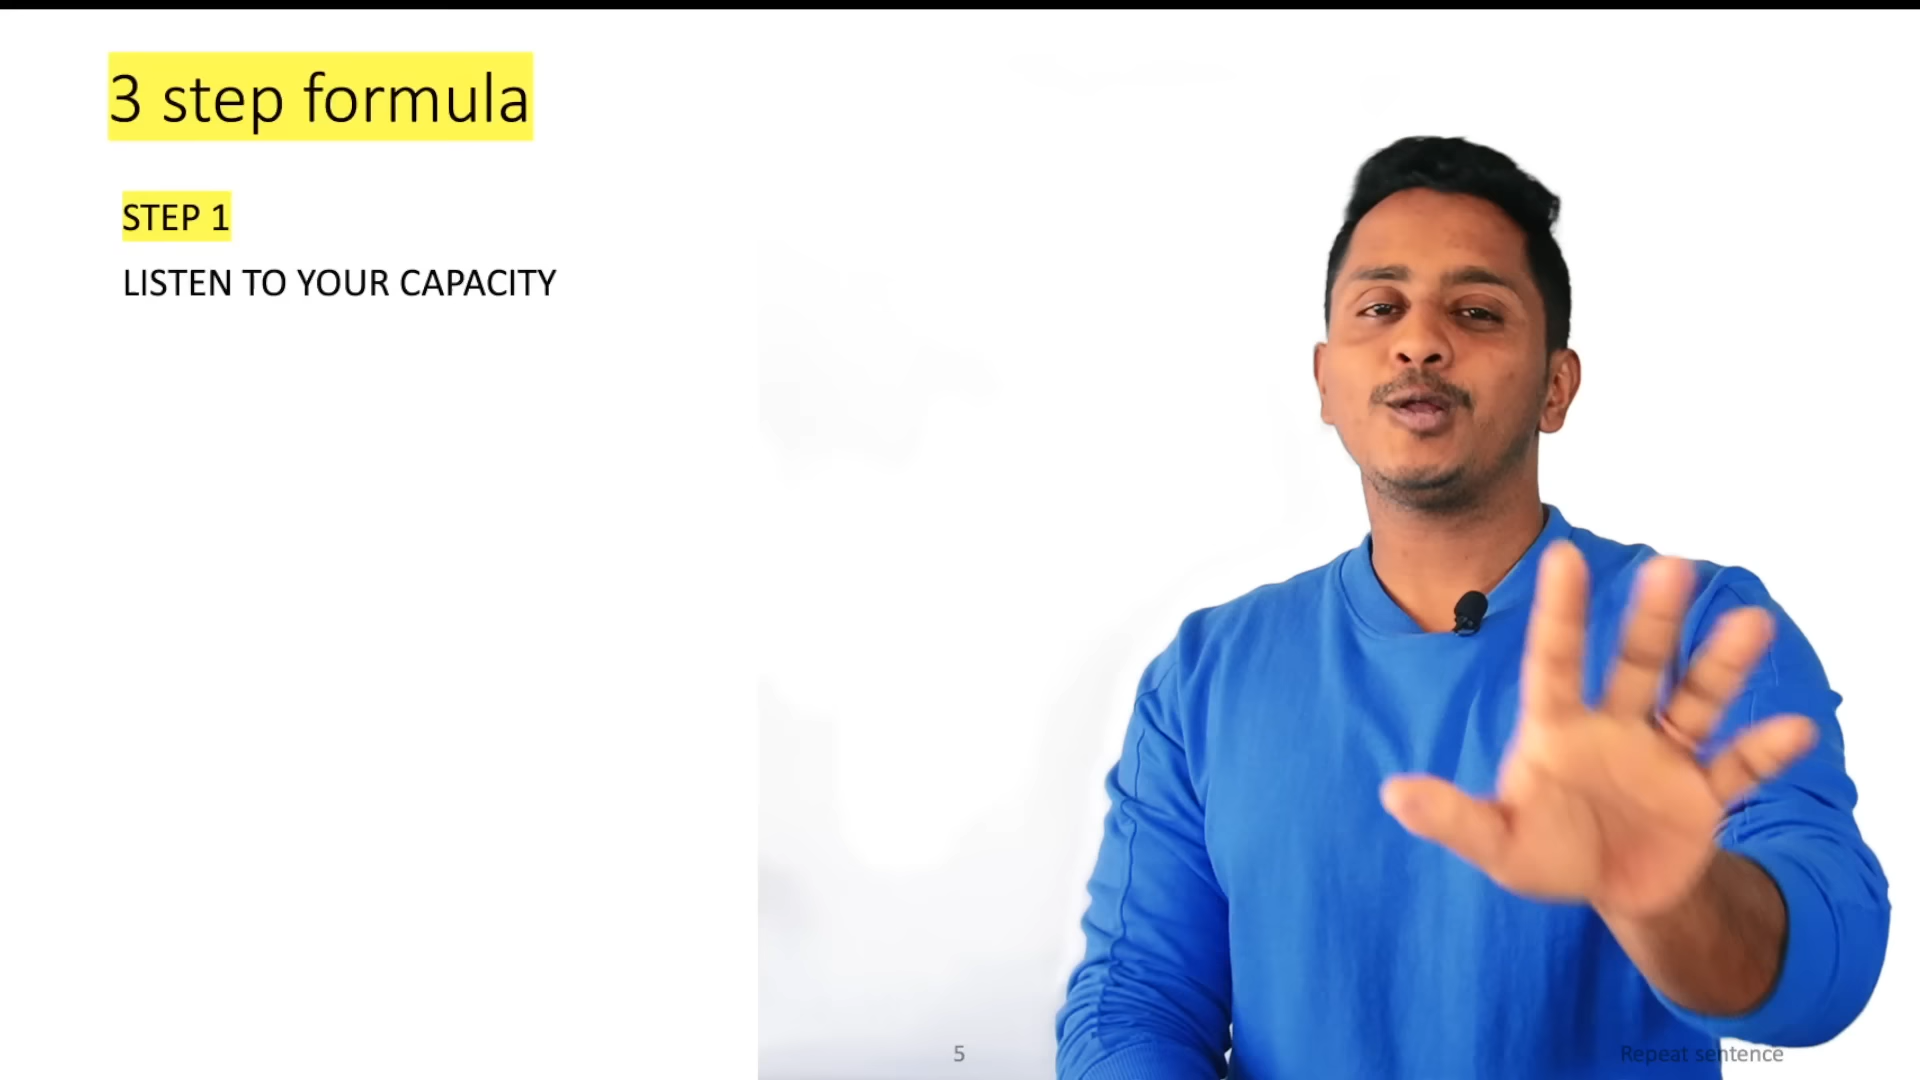 3 step formula
STEP 1
LISTEN TO YOUR CAPACITY
5
Repeat sentence